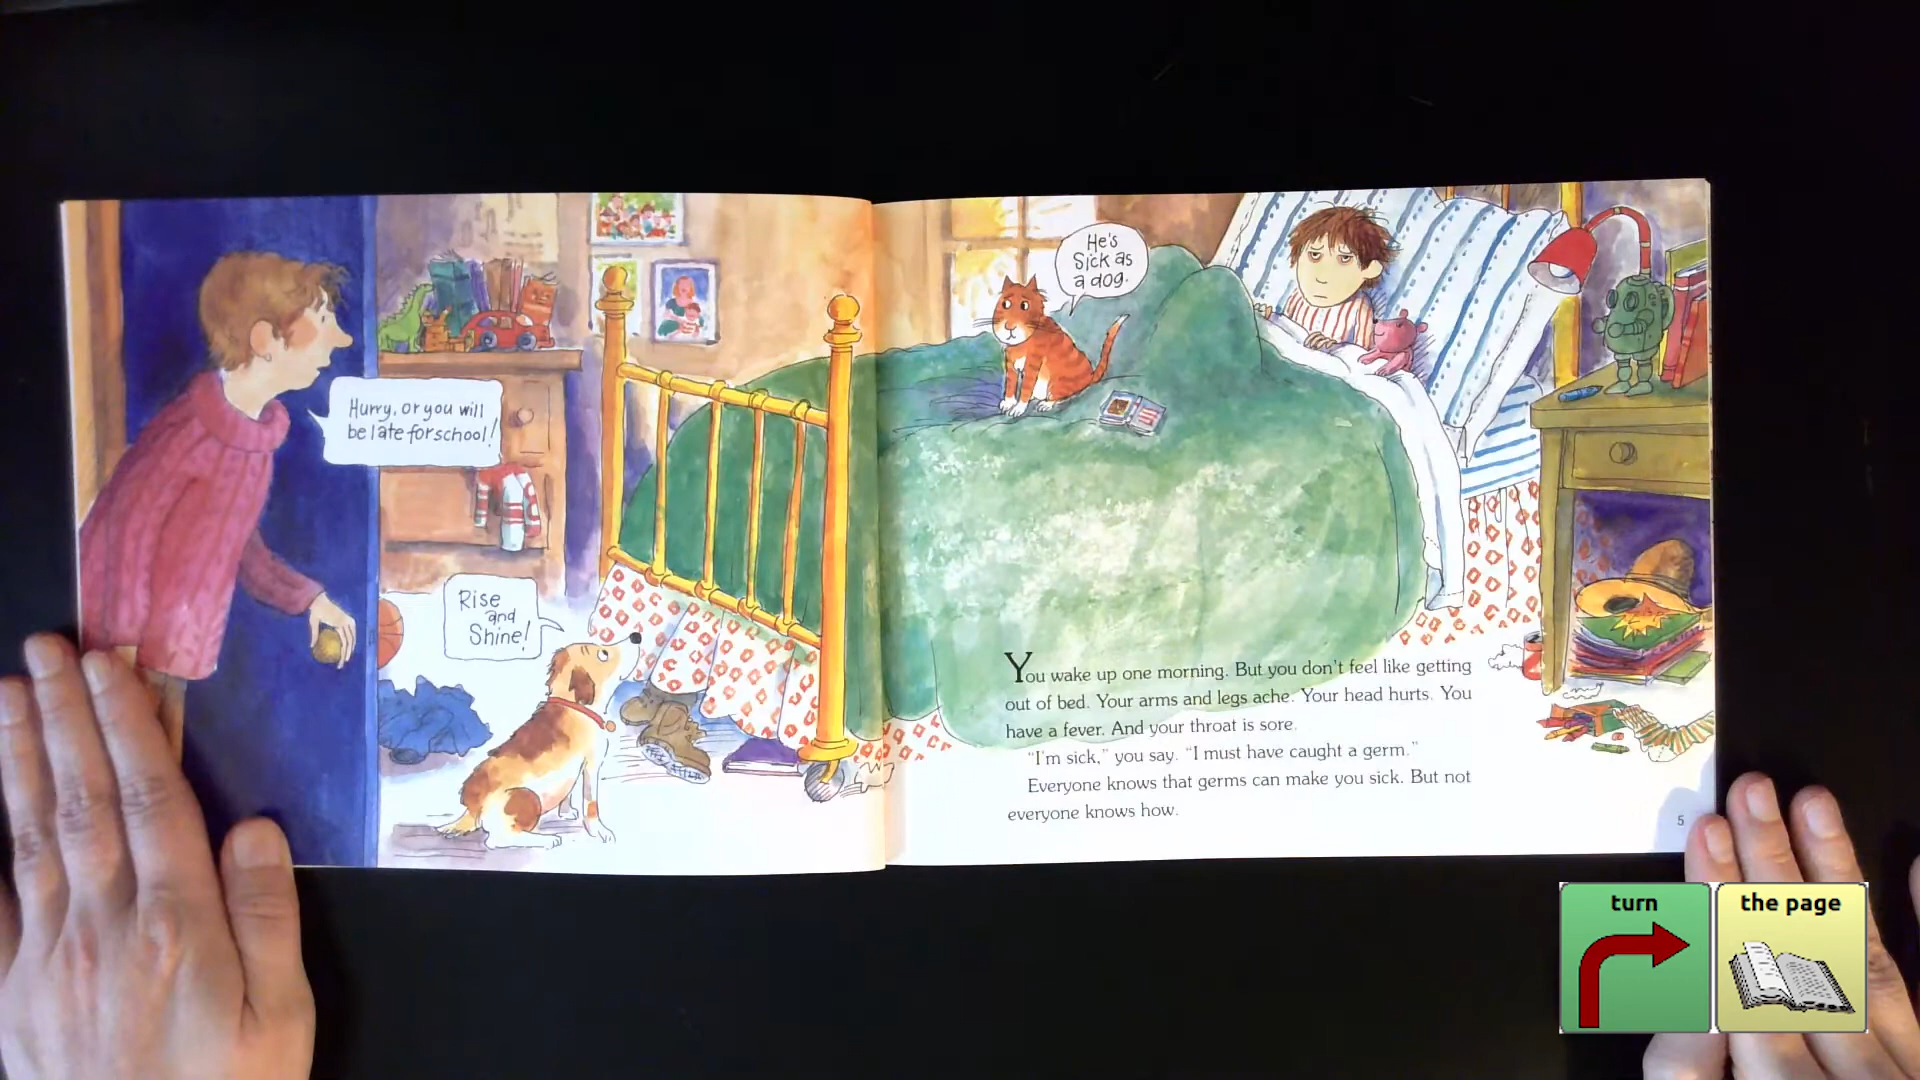 Hurry, or you will
be late for school!
Rise
and
Shine!
He's
Sick as
a dog.
You wake up one morning. But you don't feel like getting
out of bed. Your arms and legs ache. Your head hurts. You
have a fever. And your throat is sore.
"I'm sick," you say. "I must have caught a germ."
Everyone knows that germs can make you sick. But not
everyone knows how.
5
turn
the page